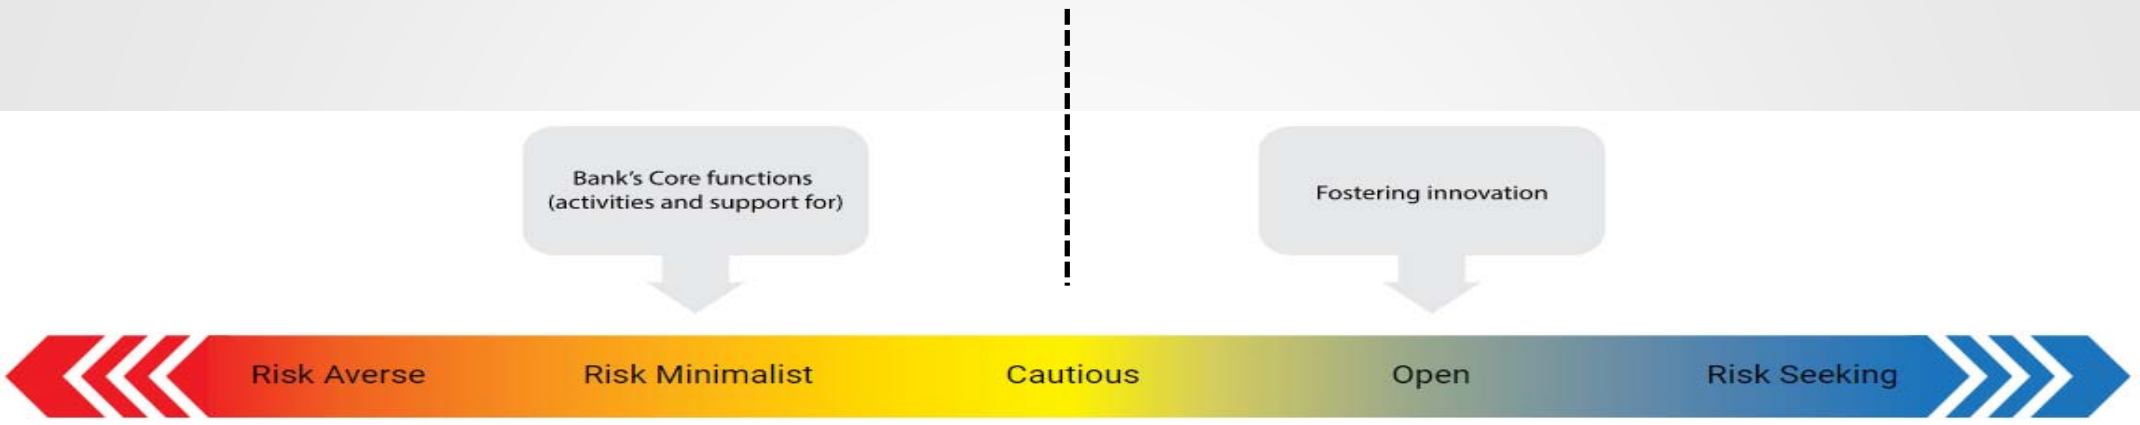 Bank’s Core functions
(activities and support for)
Fostering innovation
Risk Averse
Risk Minimalist
Cautious
Open
Risk Seeking